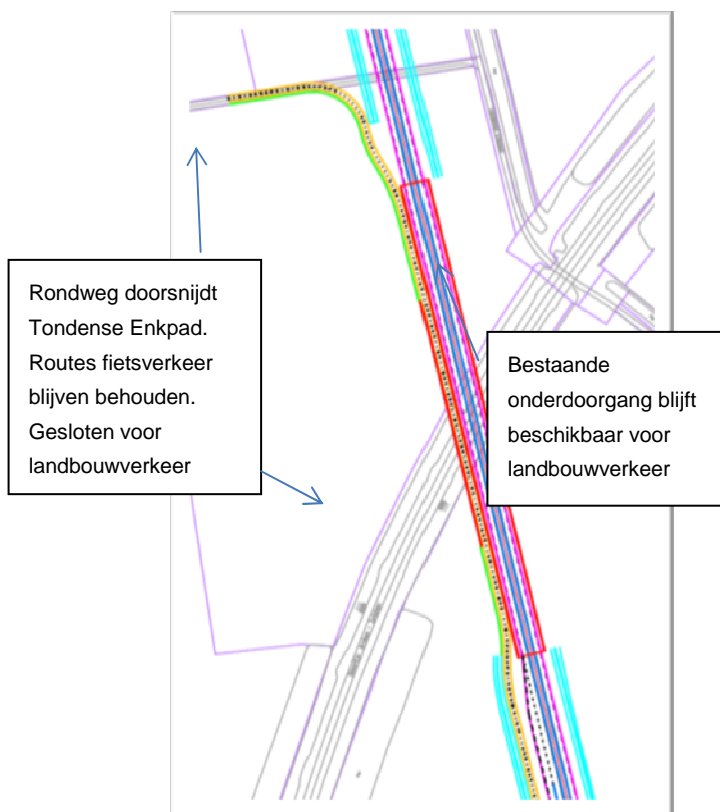 Rondweg doorsnijdt
Tondense Enkpad.
Routes fietsverkeer
blijven behouden.
Gesloten voor
landbouwverkeer
Bestaande
onderdoorgang blijft
beschikbaar voor
landbouwverkeer